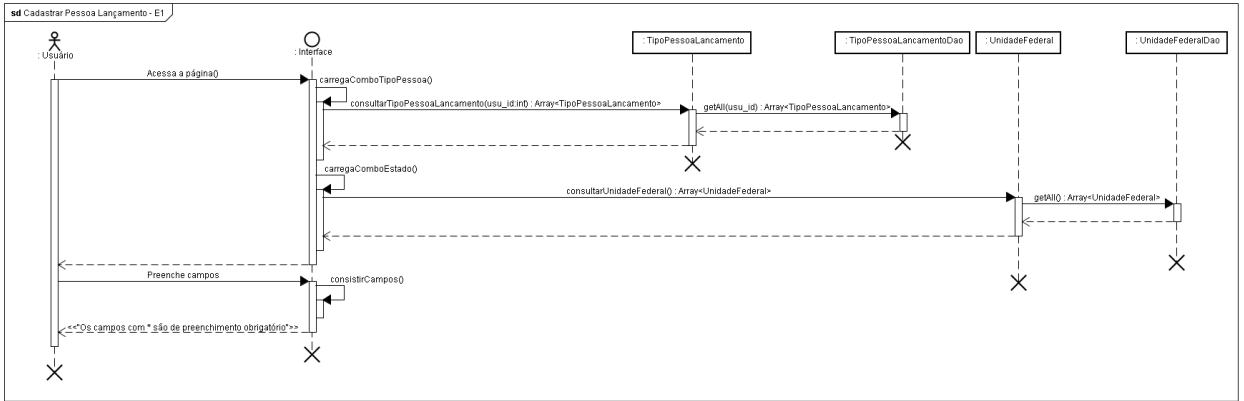 sd Cadastrar Pessoa Lançamento - E1
: Usuário
: Interface
: TipoPessoaLancamento
: TipoPessoaLancamentoDao
: UnidadeFederal
: UnidadeFederalDao
Acessa a página()
carregaComboTipoPessoa()
consultarTipoPessoaLançamento(usu_id:int) : Array<TipoPessoaLancamento>
getAll(usu_id) : Array<TipoPessoaLancamento>
carregaComboEstado()
consultarUnidadeFederal() : Array<UnidadeFederal>
getAll() : Array<UnidadeFederal>
Preenche campos
consistirCampos()
<<"Os campos com * são de preenchimento obrigatório">>